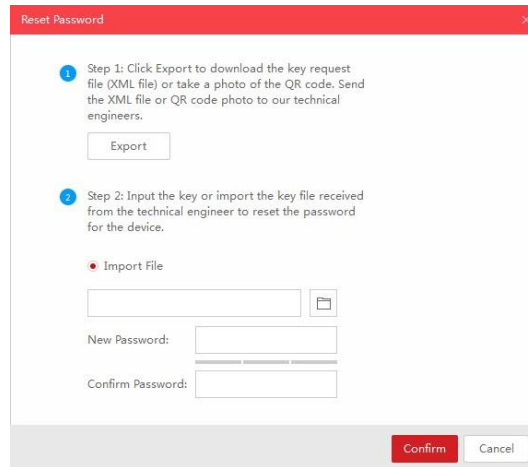 Reset Password
1
Step 1: Click Export to download the key request
file (XML file) or take a photo of the QR code. Send
the XML file or QR code photo to our technical
engineers.
Export
2
Step 2: Input the key or import the key file received
from the technical engineer to reset the password
for the device.
Import File
New Password:
Confirm Password:
Confirm
Cancel